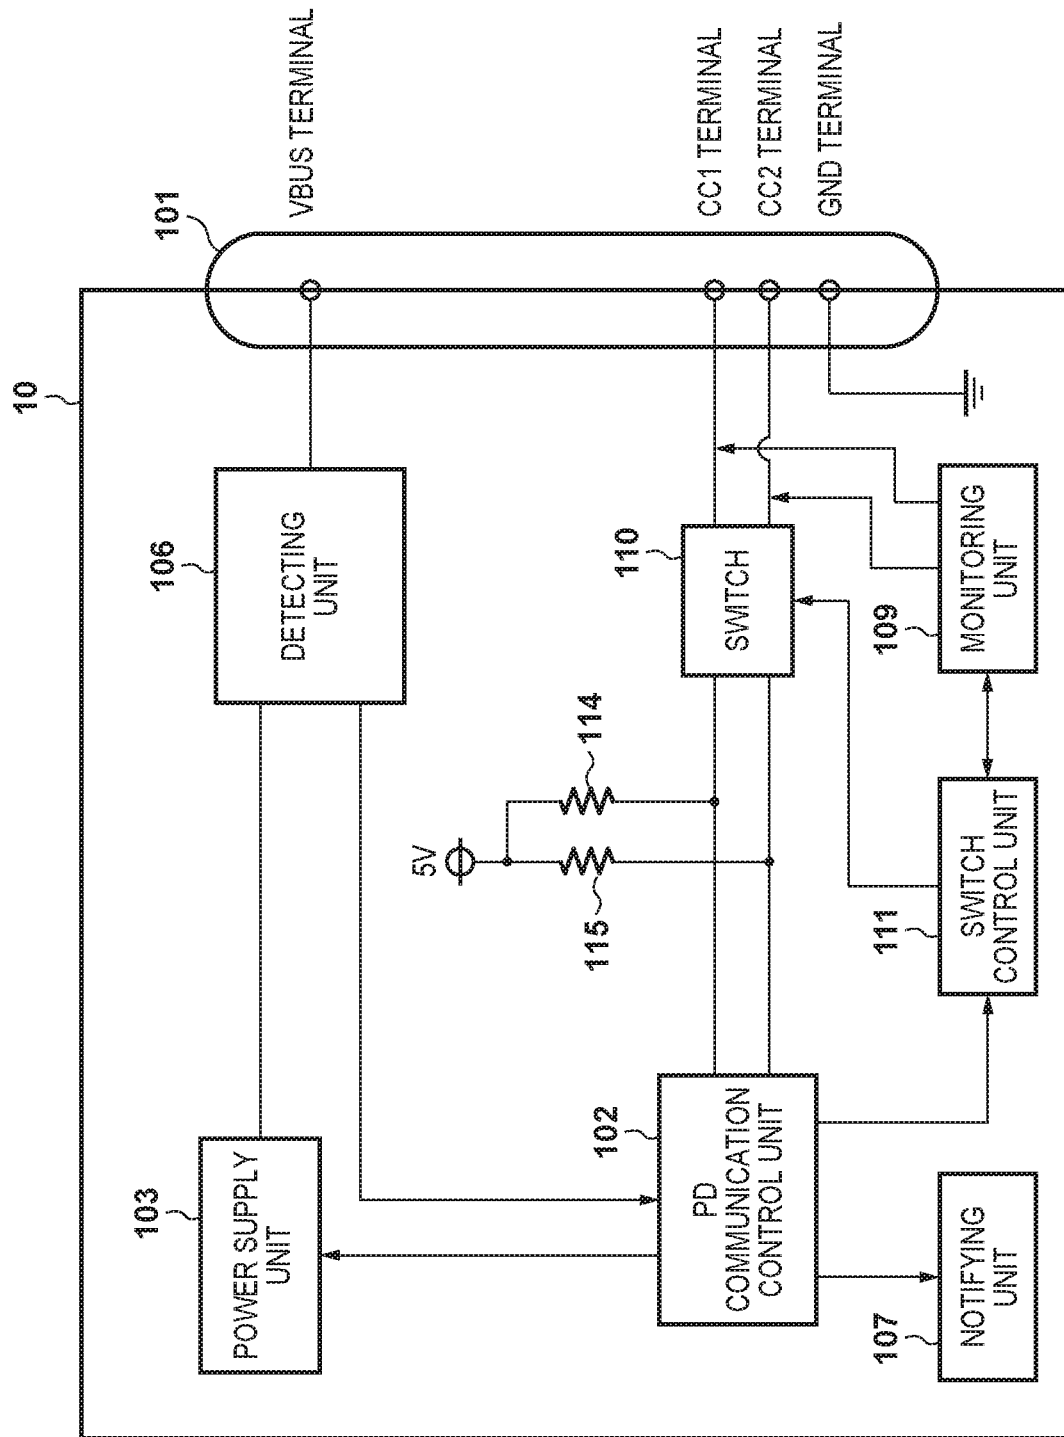 10
101
VBUS TERMINAL
CC1 TERMINAL
CC2 TERMINAL
GND TERMINAL
103
POWER SUPPLY
UNIT
106
DETECTING
UNIT
5V
114
115
110
SWITCH
102
PD
COMMUNICATION
CONTROL UNIT
107
NOTIFYING
UNIT
111
SWITCH
CONTROL UNIT
109
MONITORING
UNIT